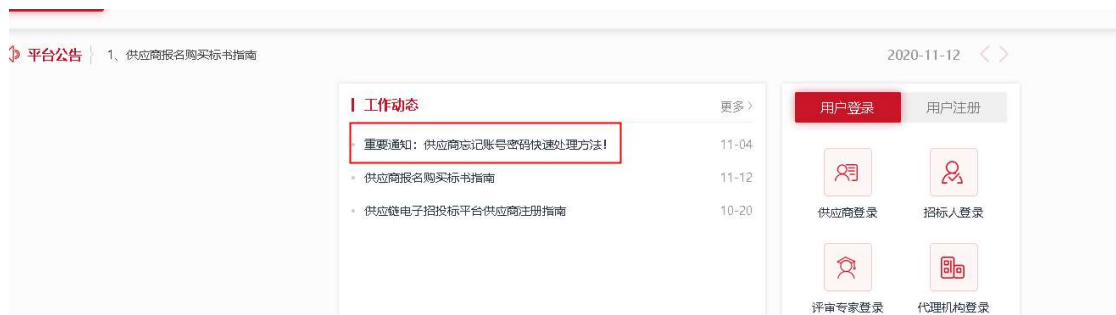 平台公告 1、供应商报名购买标书指南 2020-11-12
工作动态 更多
重要通知：供应商忘记账号密码快速处理方法！ 11-04
供应商报名购买标书指南 11-12
供应链电子招投标平台供应商注册指南 10-20
用户登录 用户注册
供应商登录 招标人登录
评审专家登录 代理机构登录